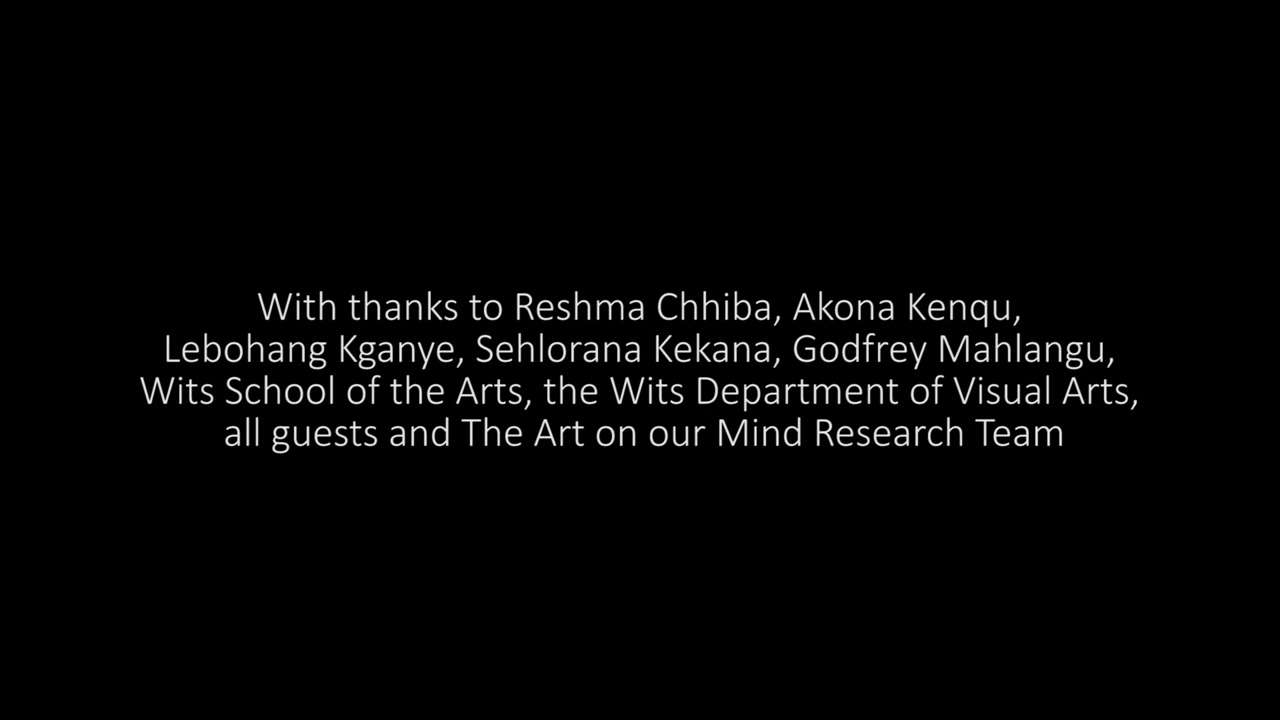 With thanks to Reshma Chhiba, Akona Kenqu,
Lebohang Kganye, Sehlorana Kekana, Godfrey Mahlangu,
Wits School of the Arts, the Wits Department of Visual Arts,
all guests and The Art on our Mind Research Team